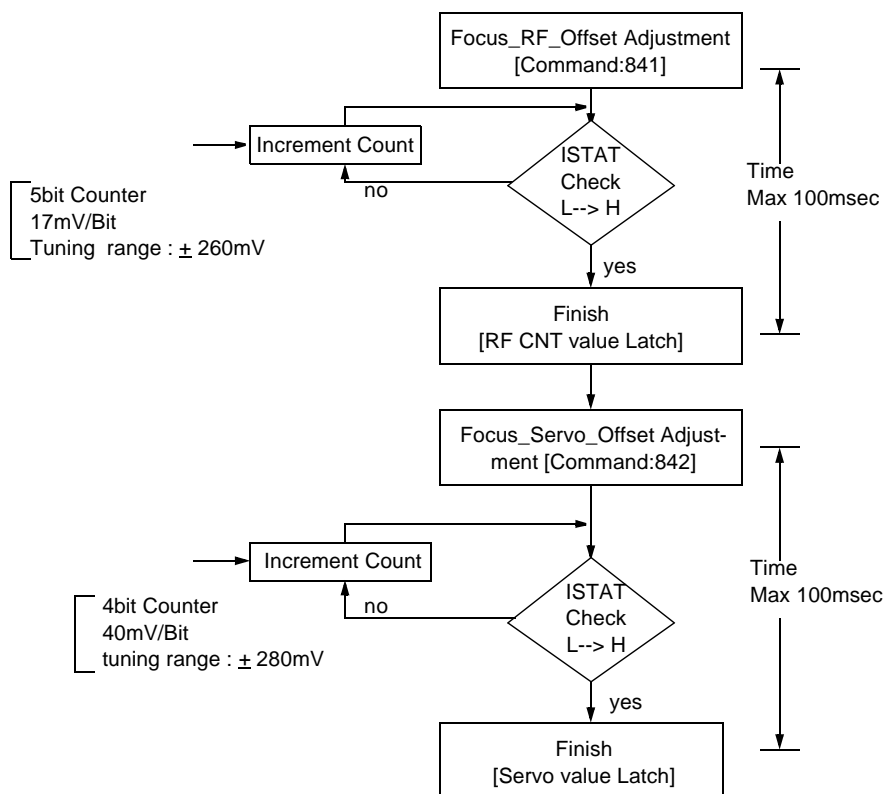 Focus_RF_Offset Adjustment
[Command:841]
Increment Count
ISTAT
Check
L--> H
no
Time
Max 100msec
5bit Counter
17mV/Bit
Tuning range : ± 260mV
yes
Finish
[RF CNT value Latch]
Focus_Servo_Offset Adjust-
ment [Command:842]
Increment Count
ISTAT
Check
L--> H
no
Time
Max 100msec
4bit Counter
40mV/Bit
tuning range : ± 280mV
yes
Finish
[Servo value Latch]